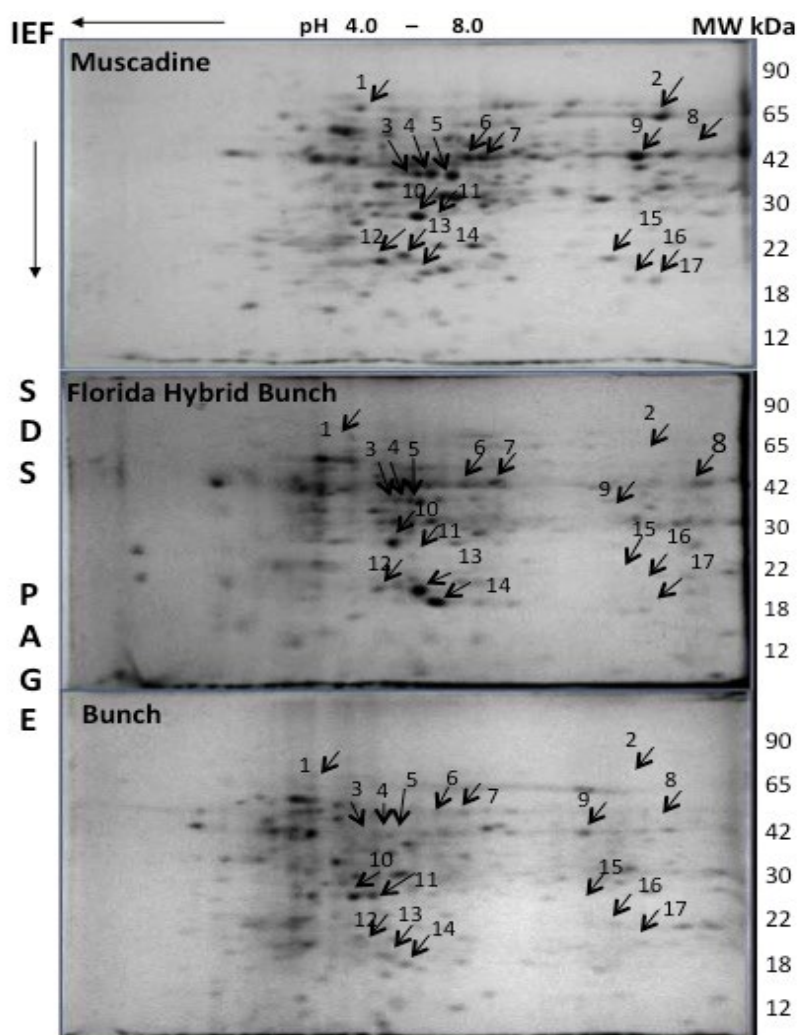 IEF pH 4.0 – 8.0 MW kDa
Muscadine
90
1 2
65
3 4 5 6 7 9 8
42
10 11
30
12 13 14 15 16 17
22
18
12
SDS PAGE
Florida Hybrid Bunch
90
1 2
65
3 4 5 6 7 8
42
9
10
30
11 15 16
12 13 14 17
22
18
12
Bunch
90
1 2
65
3 4 5 6 7 9 8
42
10 11 15
30
12 13 14 16 17
22
18
12